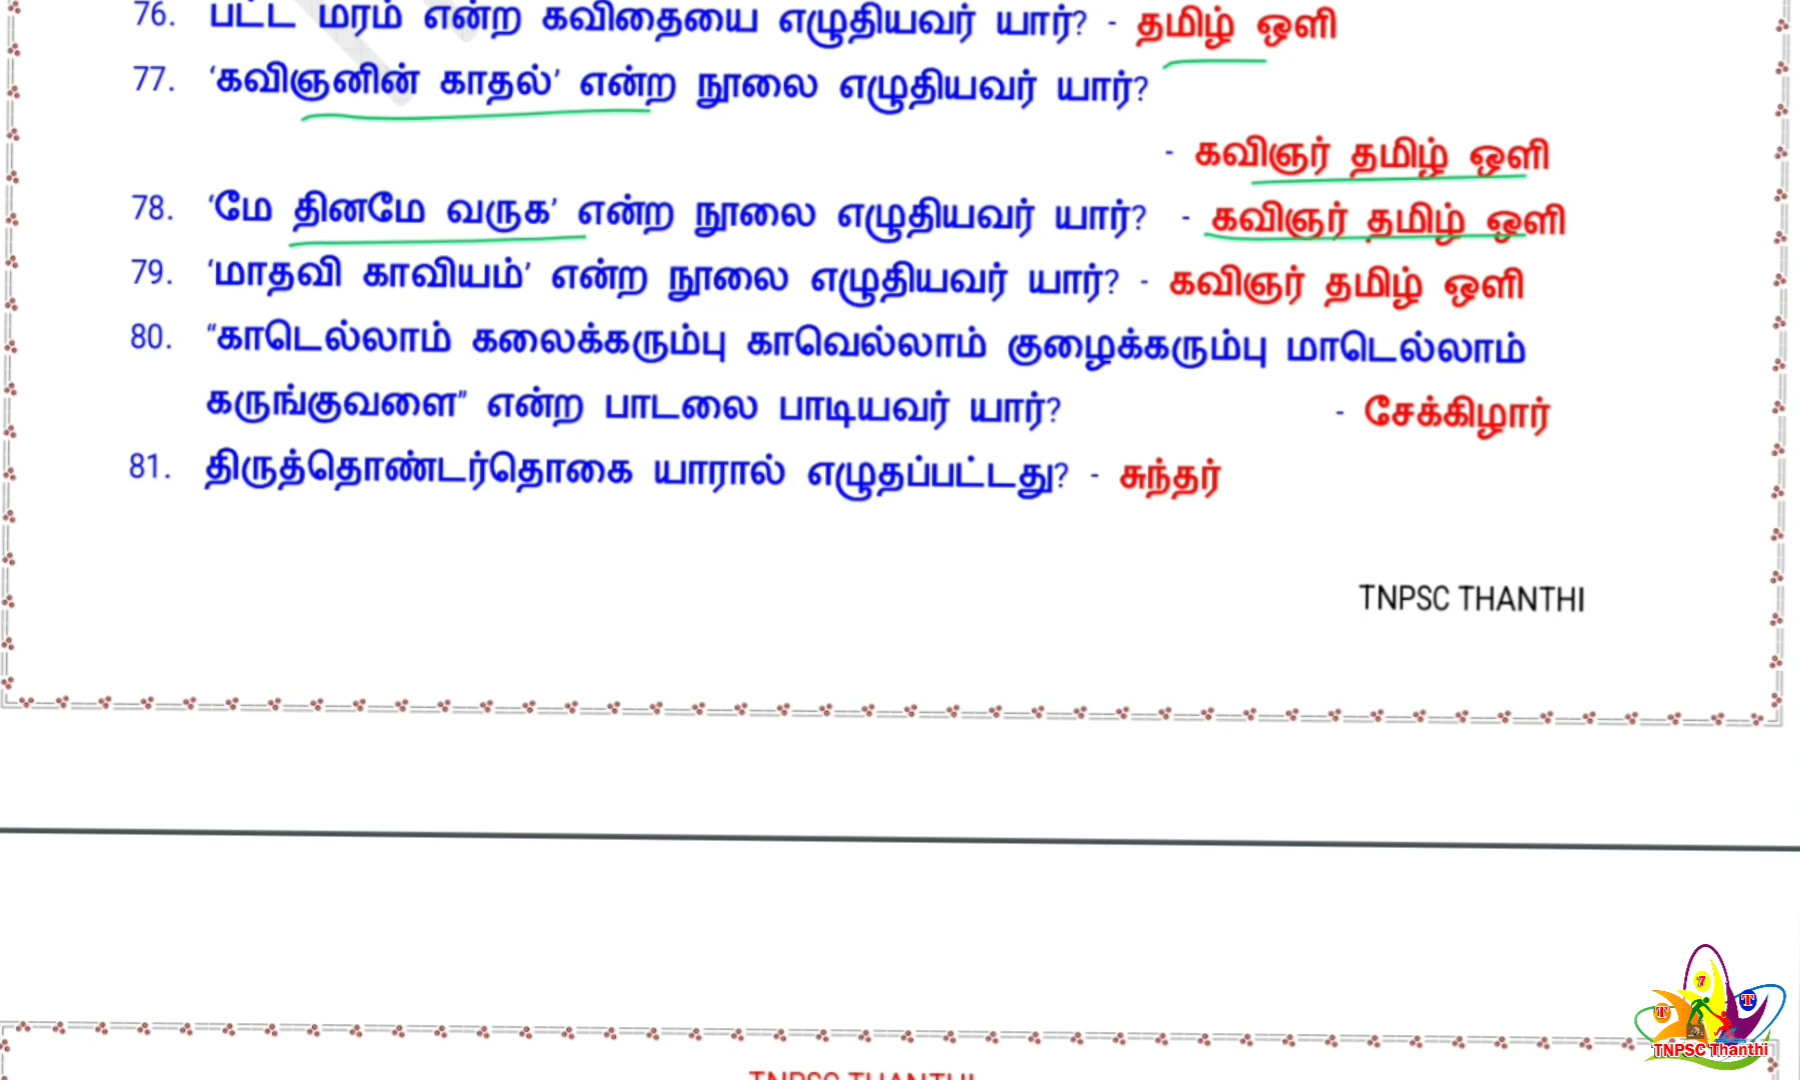 76. பட்ட மரம் என்ற கவிதையை எழுதியவர் யார்? - தமிழ் ஒளி
77. ‘கவிஞனின் காதல்’ என்ற நூலை எழுதியவர் யார்?
- கவிஞர் தமிழ் ஒளி
78. ‘மே தினமே வருக’ என்ற நூலை எழுதியவர் யார்? - கவிஞர் தமிழ் ஒளி
79. ‘மாதவி காவியம்’ என்ற நூலை எழுதியவர் யார்? - கவிஞர் தமிழ் ஒளி
80. “காடெல்லாம் கலைக்கரும்பு காவெல்லாம் குழைக்கரும்பு மாடெல்லாம்
கருங்குவளை” என்ற பாடலை பாடியவர் யார்? - சேக்கிழார்
81. திருத்தொண்டர்தொகை யாரால் எழுதப்பட்டது? - சுந்தர்
TNPSC THANTHI
7
T T
TNPSC Thanthi
TNPSC THANTHI